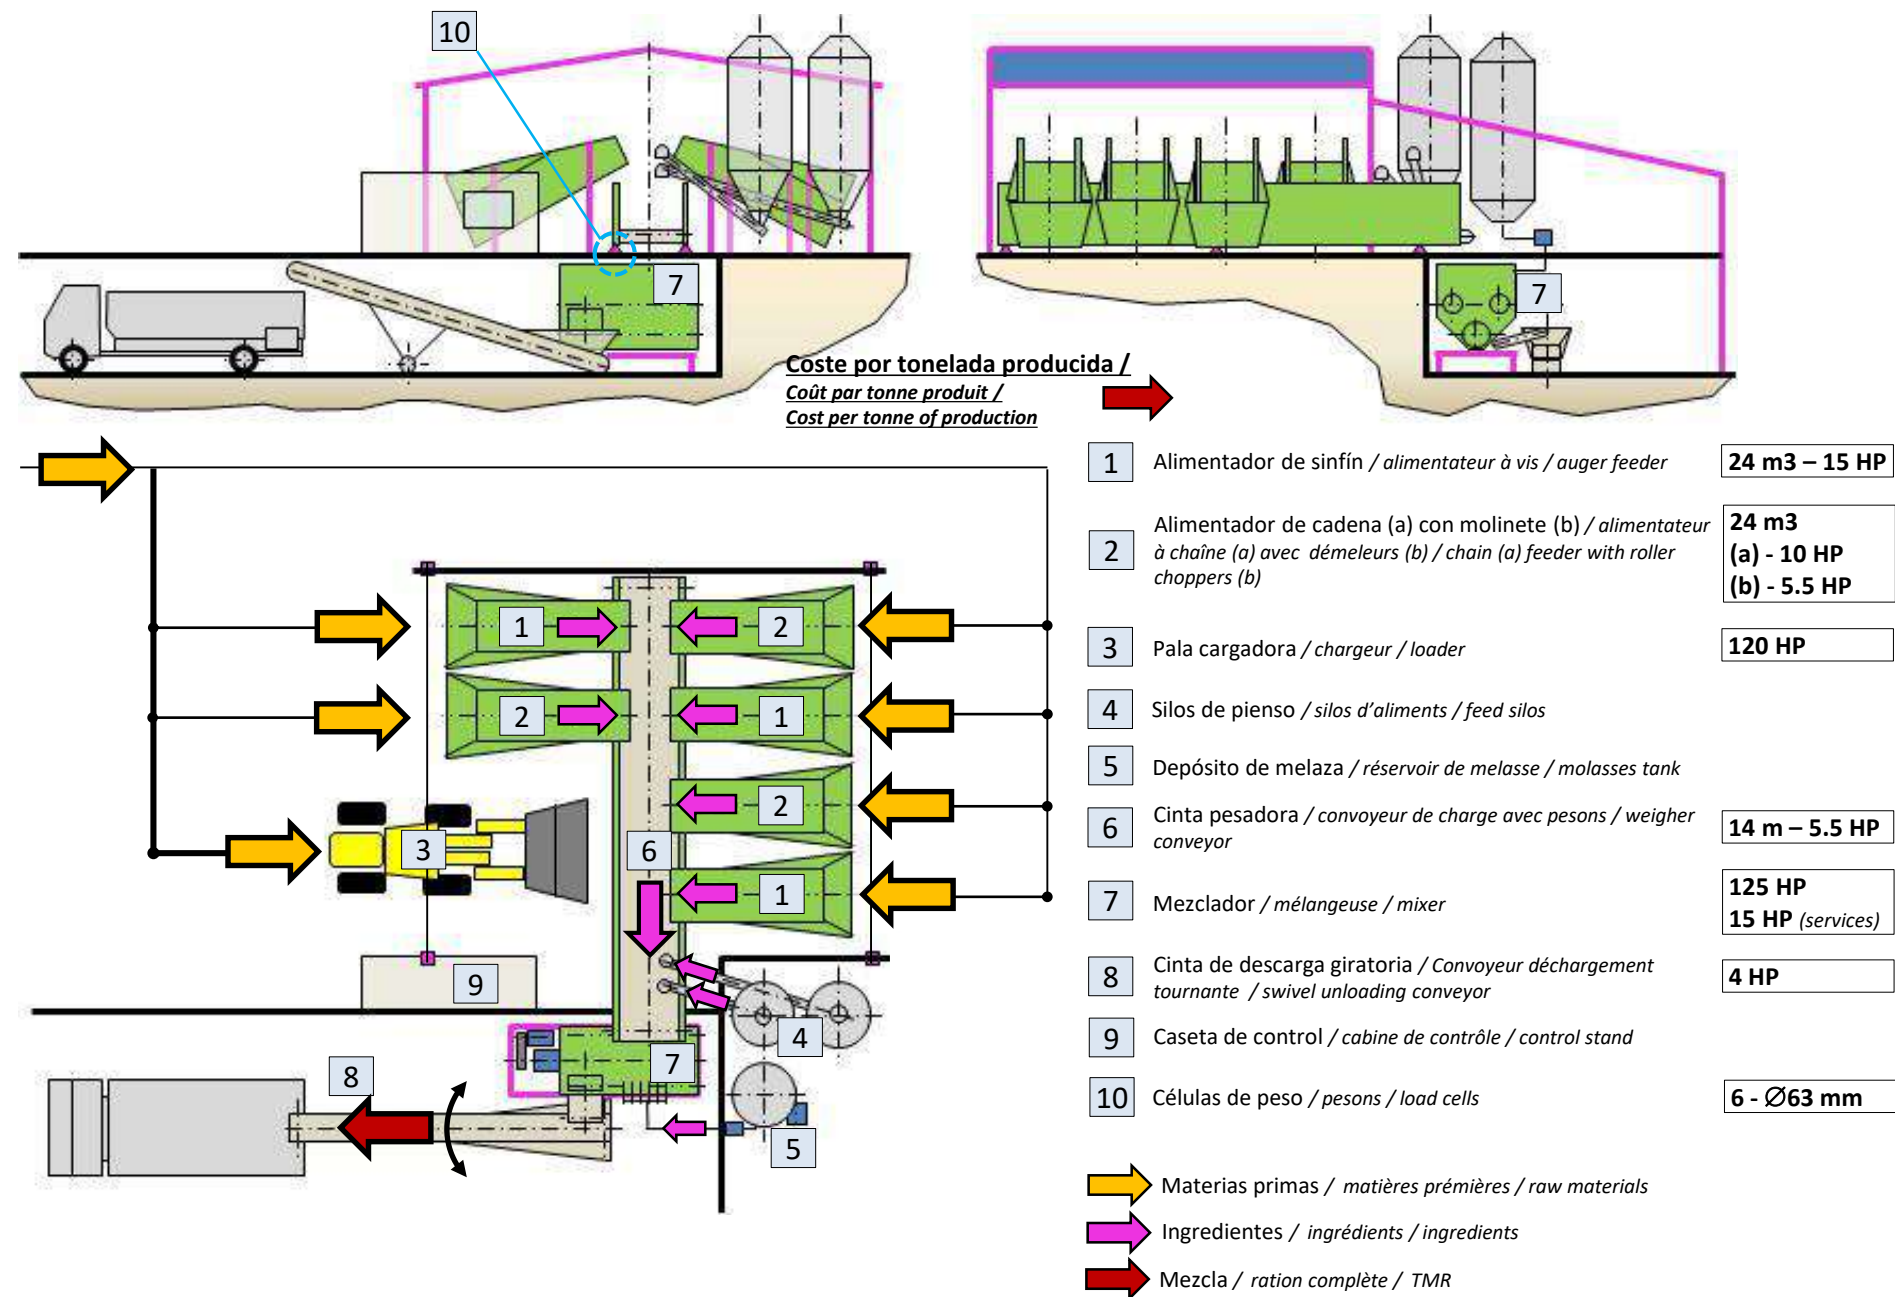 10
7
7
Coste por tonelada producida /
Coût par tonne produit /
Cost per tonne of production
1
Alimentador de sinfín / alimentateur à vis / auger feeder
24 m3 – 15 HP
2
Alimentador de cadena (a) con molinete (b) / alimentateur
à chaîne (a) avec démeleurs (b) / chain (a) feeder with roller
choppers (b)
24 m3
(a) - 10 HP
(b) - 5.5 HP
3
Pala cargadora / chargeur / loader
120 HP
4
Silos de pienso / silos d'aliments / feed silos
5
Depósito de melaza / réservoir de melasse / molasses tank
6
Cinta pesadora / convoyeur de charge avec pesons / weigher
conveyor
14 m – 5.5 HP
7
Mezclador / mélangeuse / mixer
125 HP
15 HP (services)
8
Cinta de descarga giratoria / Convoyeur déchargement
tournante / swivel unloading conveyor
4 HP
9
Caseta de control / cabine de contrôle / control stand
10
Células de peso / pesons / load cells
6 - Ø63 mm
Materias primas / matières prémières / raw materials
Ingredientes / ingrédients / ingredients
Mezcla / ration complète / TMR
1
2
2
1
2
3
6
1
9
4
7
8
5